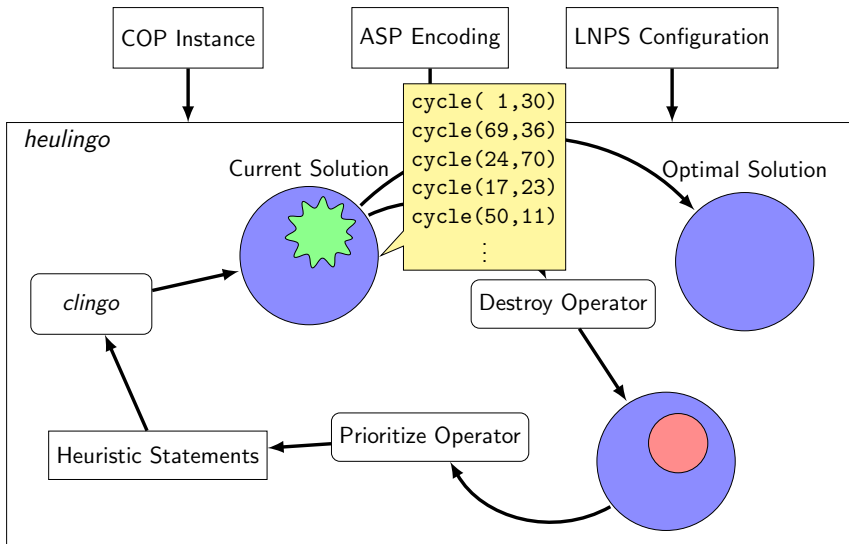 COP Instance
ASP Encoding
LNPS Configuration
heulingo
cycle( 1,30)
cycle(69,36)
cycle(24,70)
cycle(17,23)
cycle(50,11)
⋮
Current Solution
Optimal Solution
clingo
Destroy Operator
Prioritize Operator
Heuristic Statements